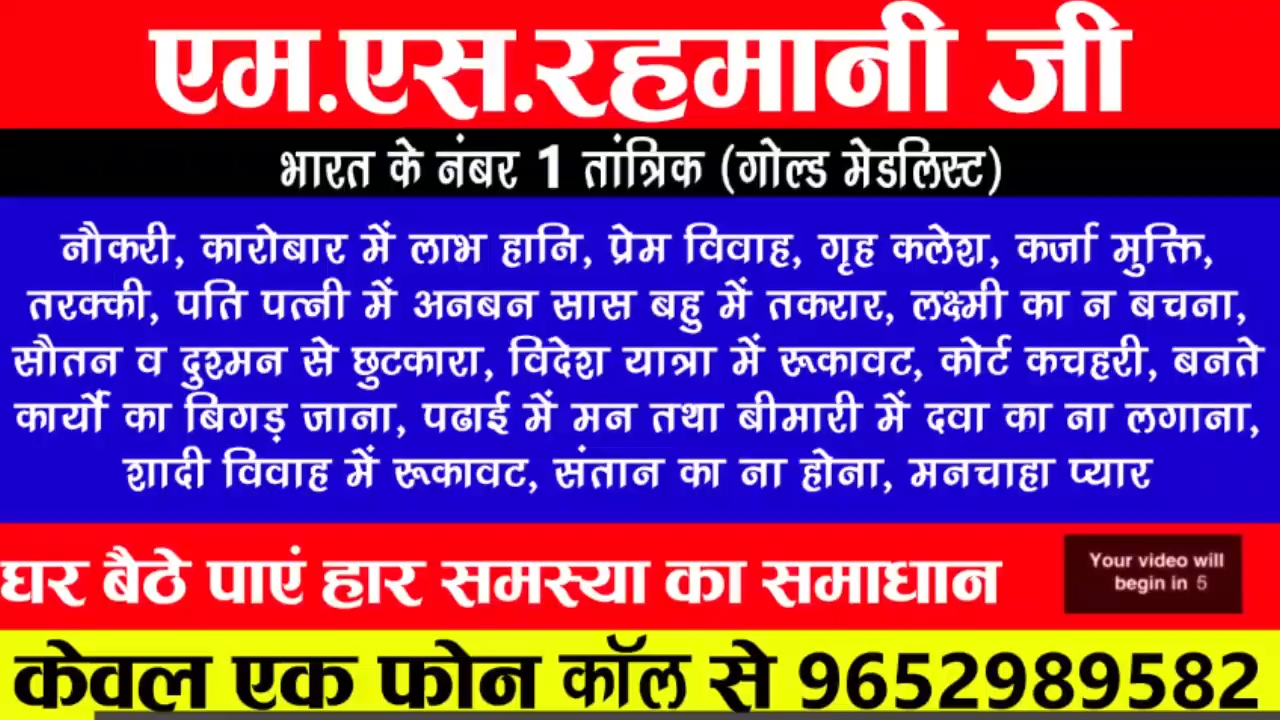 एम.एस.रहमानी जी
भारत के नंबर 1 तांत्रिक (गोल्ड मेडलिस्ट)
नौकरी, कारोबार में लाभ हानि, प्रेम विवाह, गृह कलेश, कर्जा मुक्ति,
तरक्की, पति पत्नी में अनबन सास बहु में तकरार, लक्ष्मी का न बचना,
सौतन व दुश्मन से छुटकारा, विदेश यात्रा में रूकावट, कोर्ट कचहरी, बनते
कार्यों का बिगड़ जाना, पढाई में मन तथा बीमारी में दवा का ना लगाना,
शादी विवाह में रूकावट, संतान का ना होना, मनचाहा प्यार
घर बैठे पाएं हार समस्या का समाधान
Your video will
begin in 5
केवल एक फोन कॉल से 9652989582